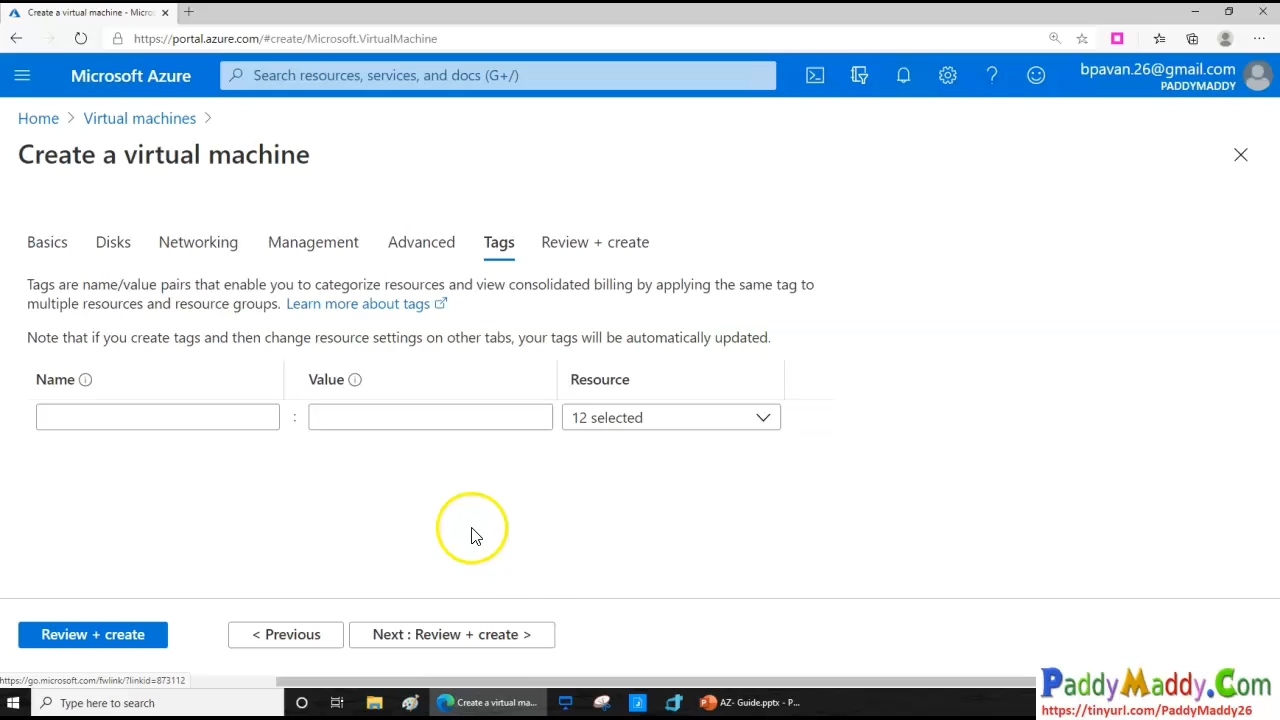 Create a virtual machine - Micros
https://portal.azure.com/#create/Microsoft.VirtualMachine
Microsoft Azure
Search resources, services, and docs (G+/)
bpavan.26@gmail.com
PADDYMADDY
Home > Virtual machines >
Create a virtual machine
Basics Disks Networking Management Advanced Tags Review + create
Tags are name/value pairs that enable you to categorize resources and view consolidated billing by applying the same tag to
multiple resources and resource groups. Learn more about tags
Note that if you create tags and then change resource settings on other tabs, your tags will be automatically updated.
Name Value Resource
: 12 selected
Review + create < Previous Next : Review + create >
https://go.microsoft.com/fwlink/?linkid=873112
PaddyMaddy.Com
https://tinyurl.com/PaddyMaddy26
Type here to search
Create a virtual ma...
AZ- Guide.pptx - P...